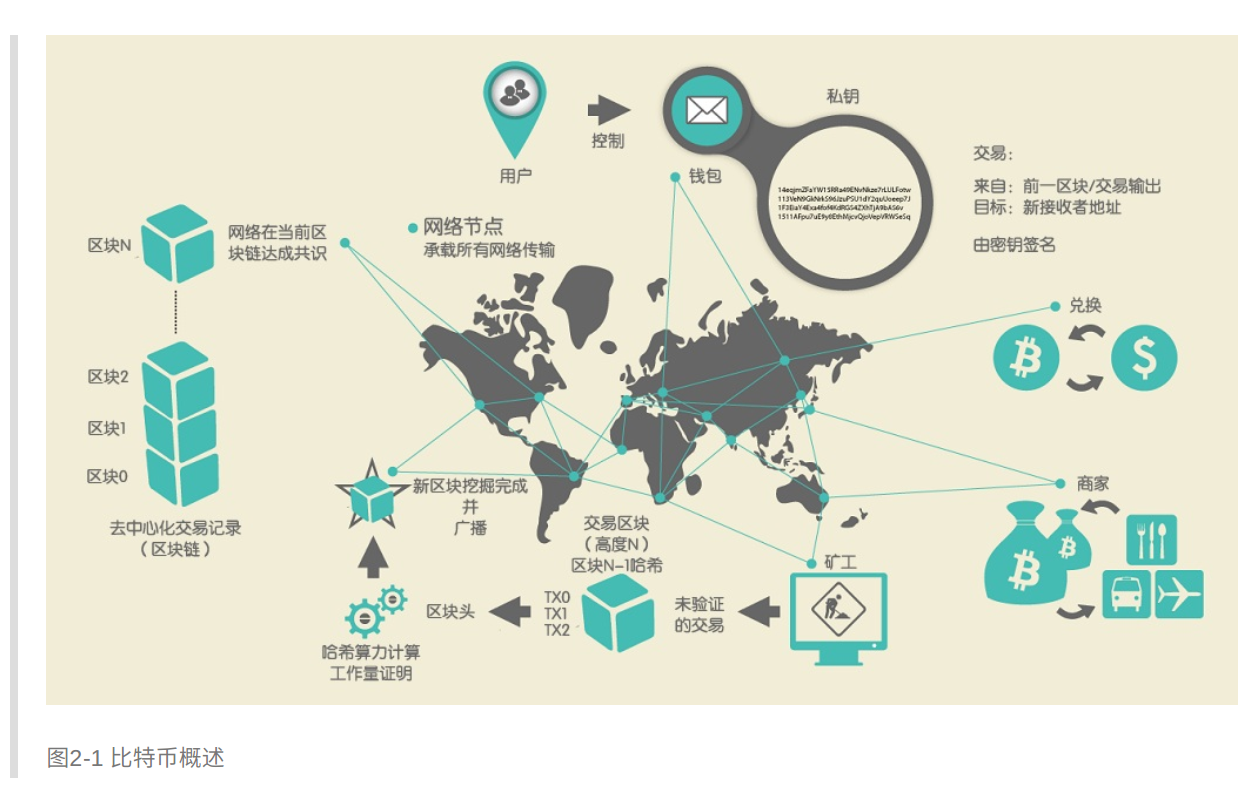 私钥
控制
用户
钱包
14eqjmZFaYW15RRa49ENvNkze7rLULFotw
113VeN9GkNrkS96JzuPSU1dY2quUoeep7J
交易：
来自：前一区块/交易输出
目标：新接收者地址
由密钥签名
区块N
网络在当前区
块链达成共识
网络节点
承载所有网络传输
兑换
区块2
区块1
区块0
去中心化交易记录
（区块链）
新区块挖掘完成
并
广播
商家
交易区块
（高度N）
区块N-1哈希
矿工
TX0
TX1
TX2
未验证
的交易
区块头
哈希算力计算
工作量证明
图2-1 比特币概述